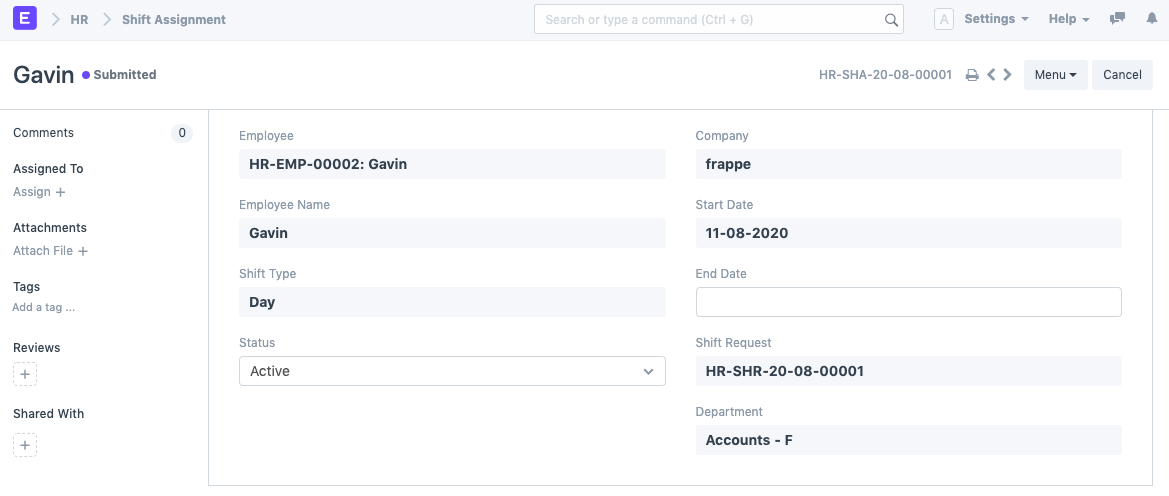 E HR Shift Assignment Search or type a command (Ctrl + G) A Settings Help
Gavin Submitted HR-SHA-20-08-00001 Menu Cancel
Comments 0
Assigned To
Assign +
Attachments
Attach File +
Tags
Add a tag ...
Reviews
+
Shared With
+
Employee
HR-EMP-00002: Gavin
Employee Name
Gavin
Shift Type
Day
Status
Active
Company
frappe
Start Date
11-08-2020
End Date
Shift Request
HR-SHR-20-08-00001
Department
Accounts - F